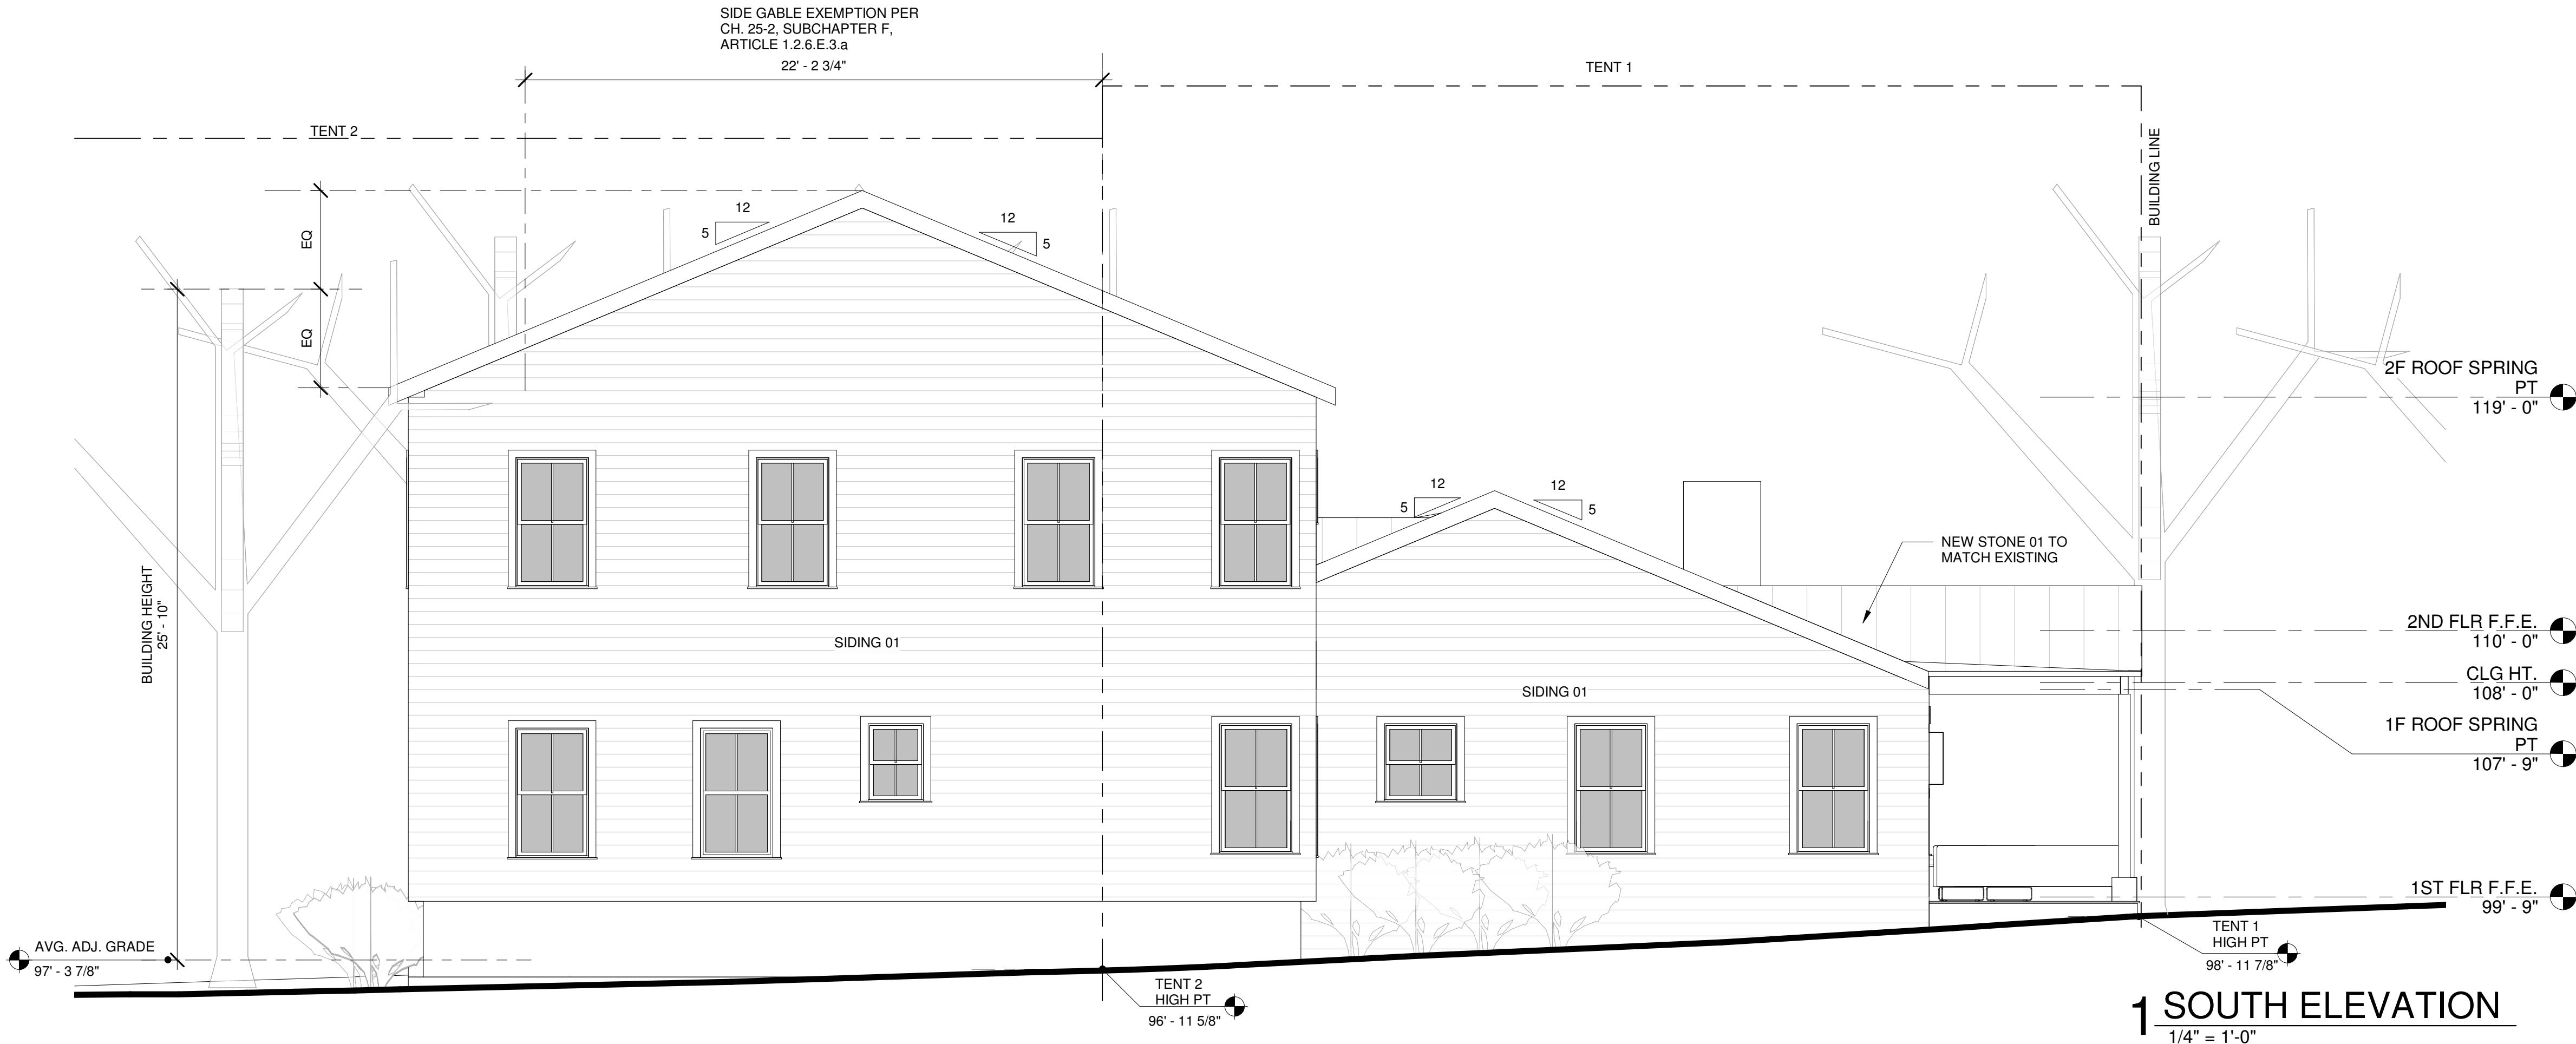 SIDE GABLE EXEMPTION PER
CH. 25-2, SUBCHAPTER F,
ARTICLE 1.2.6.E.3.a
22' - 2 3/4"
TENT 1
TENT 2
BUILDING LINE
12
5
12
5
EQ
EQ
2F ROOF SPRING
PT
119' - 0"
12
5
12
5
NEW STONE 01 TO
MATCH EXISTING
BUILDING HEIGHT
25' - 10"
SIDING 01
SIDING 01
2ND FLR F.F.E.
110' - 0"
CLG HT.
108' - 0"
1F ROOF SPRING
PT
107' - 9"
1ST FLR F.F.E.
99' - 9"
AVG. ADJ. GRADE
97' - 3 7/8"
TENT 1
HIGH PT
98' - 11 7/8"
TENT 2
HIGH PT
96' - 11 5/8"
1 SOUTH ELEVATION
1/4" = 1'-0"